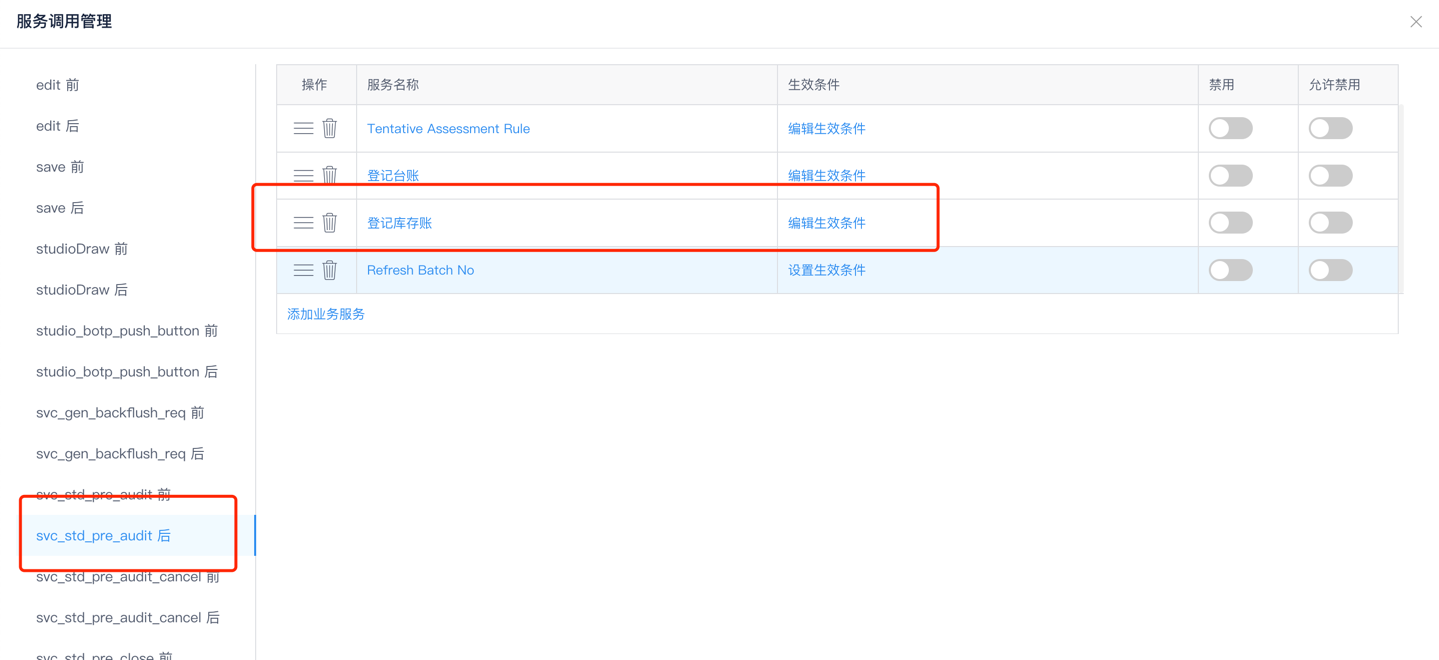 服务调用管理
edit 前
edit 后
save 前
save 后
studioDraw 前
studioDraw 后
studio_botp_push_button 前
studio_botp_push_button 后
svc_gen_backflush_req 前
svc_gen_backflush_req 后
svc_std_pre_audit 前
svc_std_pre_audit 后
svc_std_pre_audit_cancel 前
svc_std_pre_audit_cancel 后
svc_std_pre_close 前
操作 服务名称 生效条件 禁用 允许禁用
Tentative Assessment Rule 编辑生效条件
登记台账 编辑生效条件
登记库存账 编辑生效条件
Refresh Batch No 设置生效条件
添加业务服务